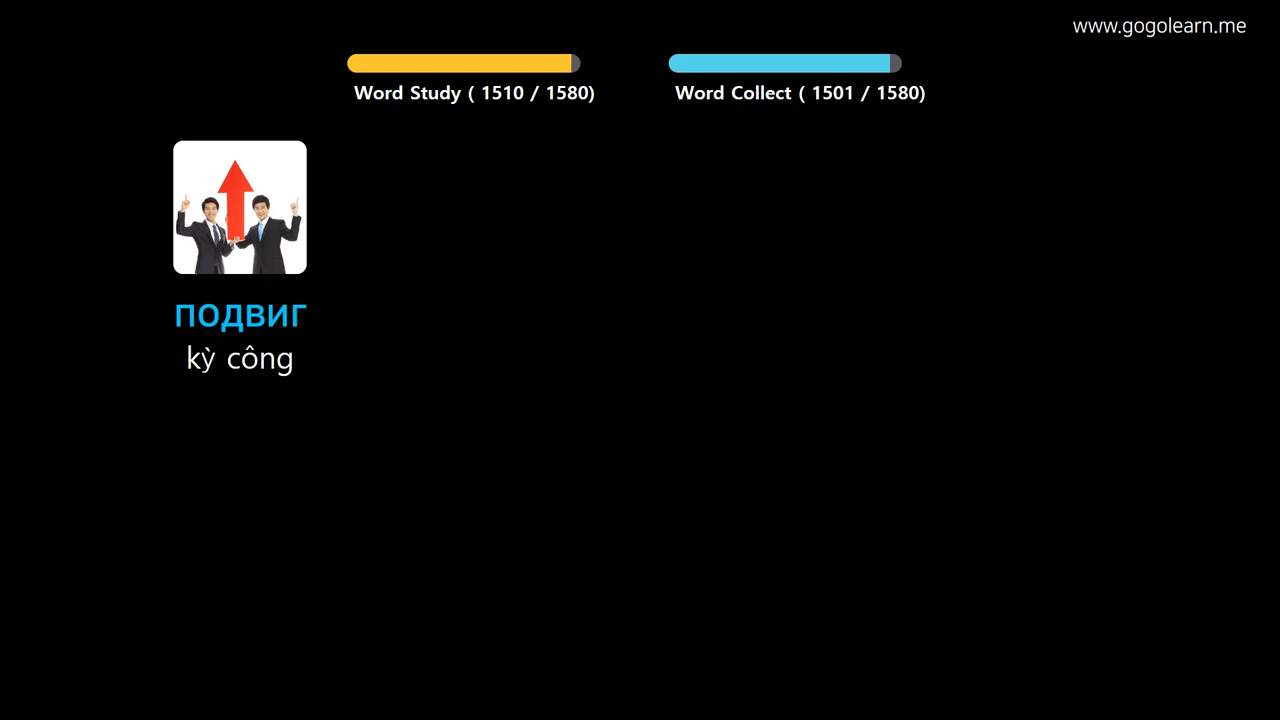 www.gogolearn.me
Word Study ( 1510 / 1580)
Word Collect ( 1501 / 1580)
подвиг
kỳ công